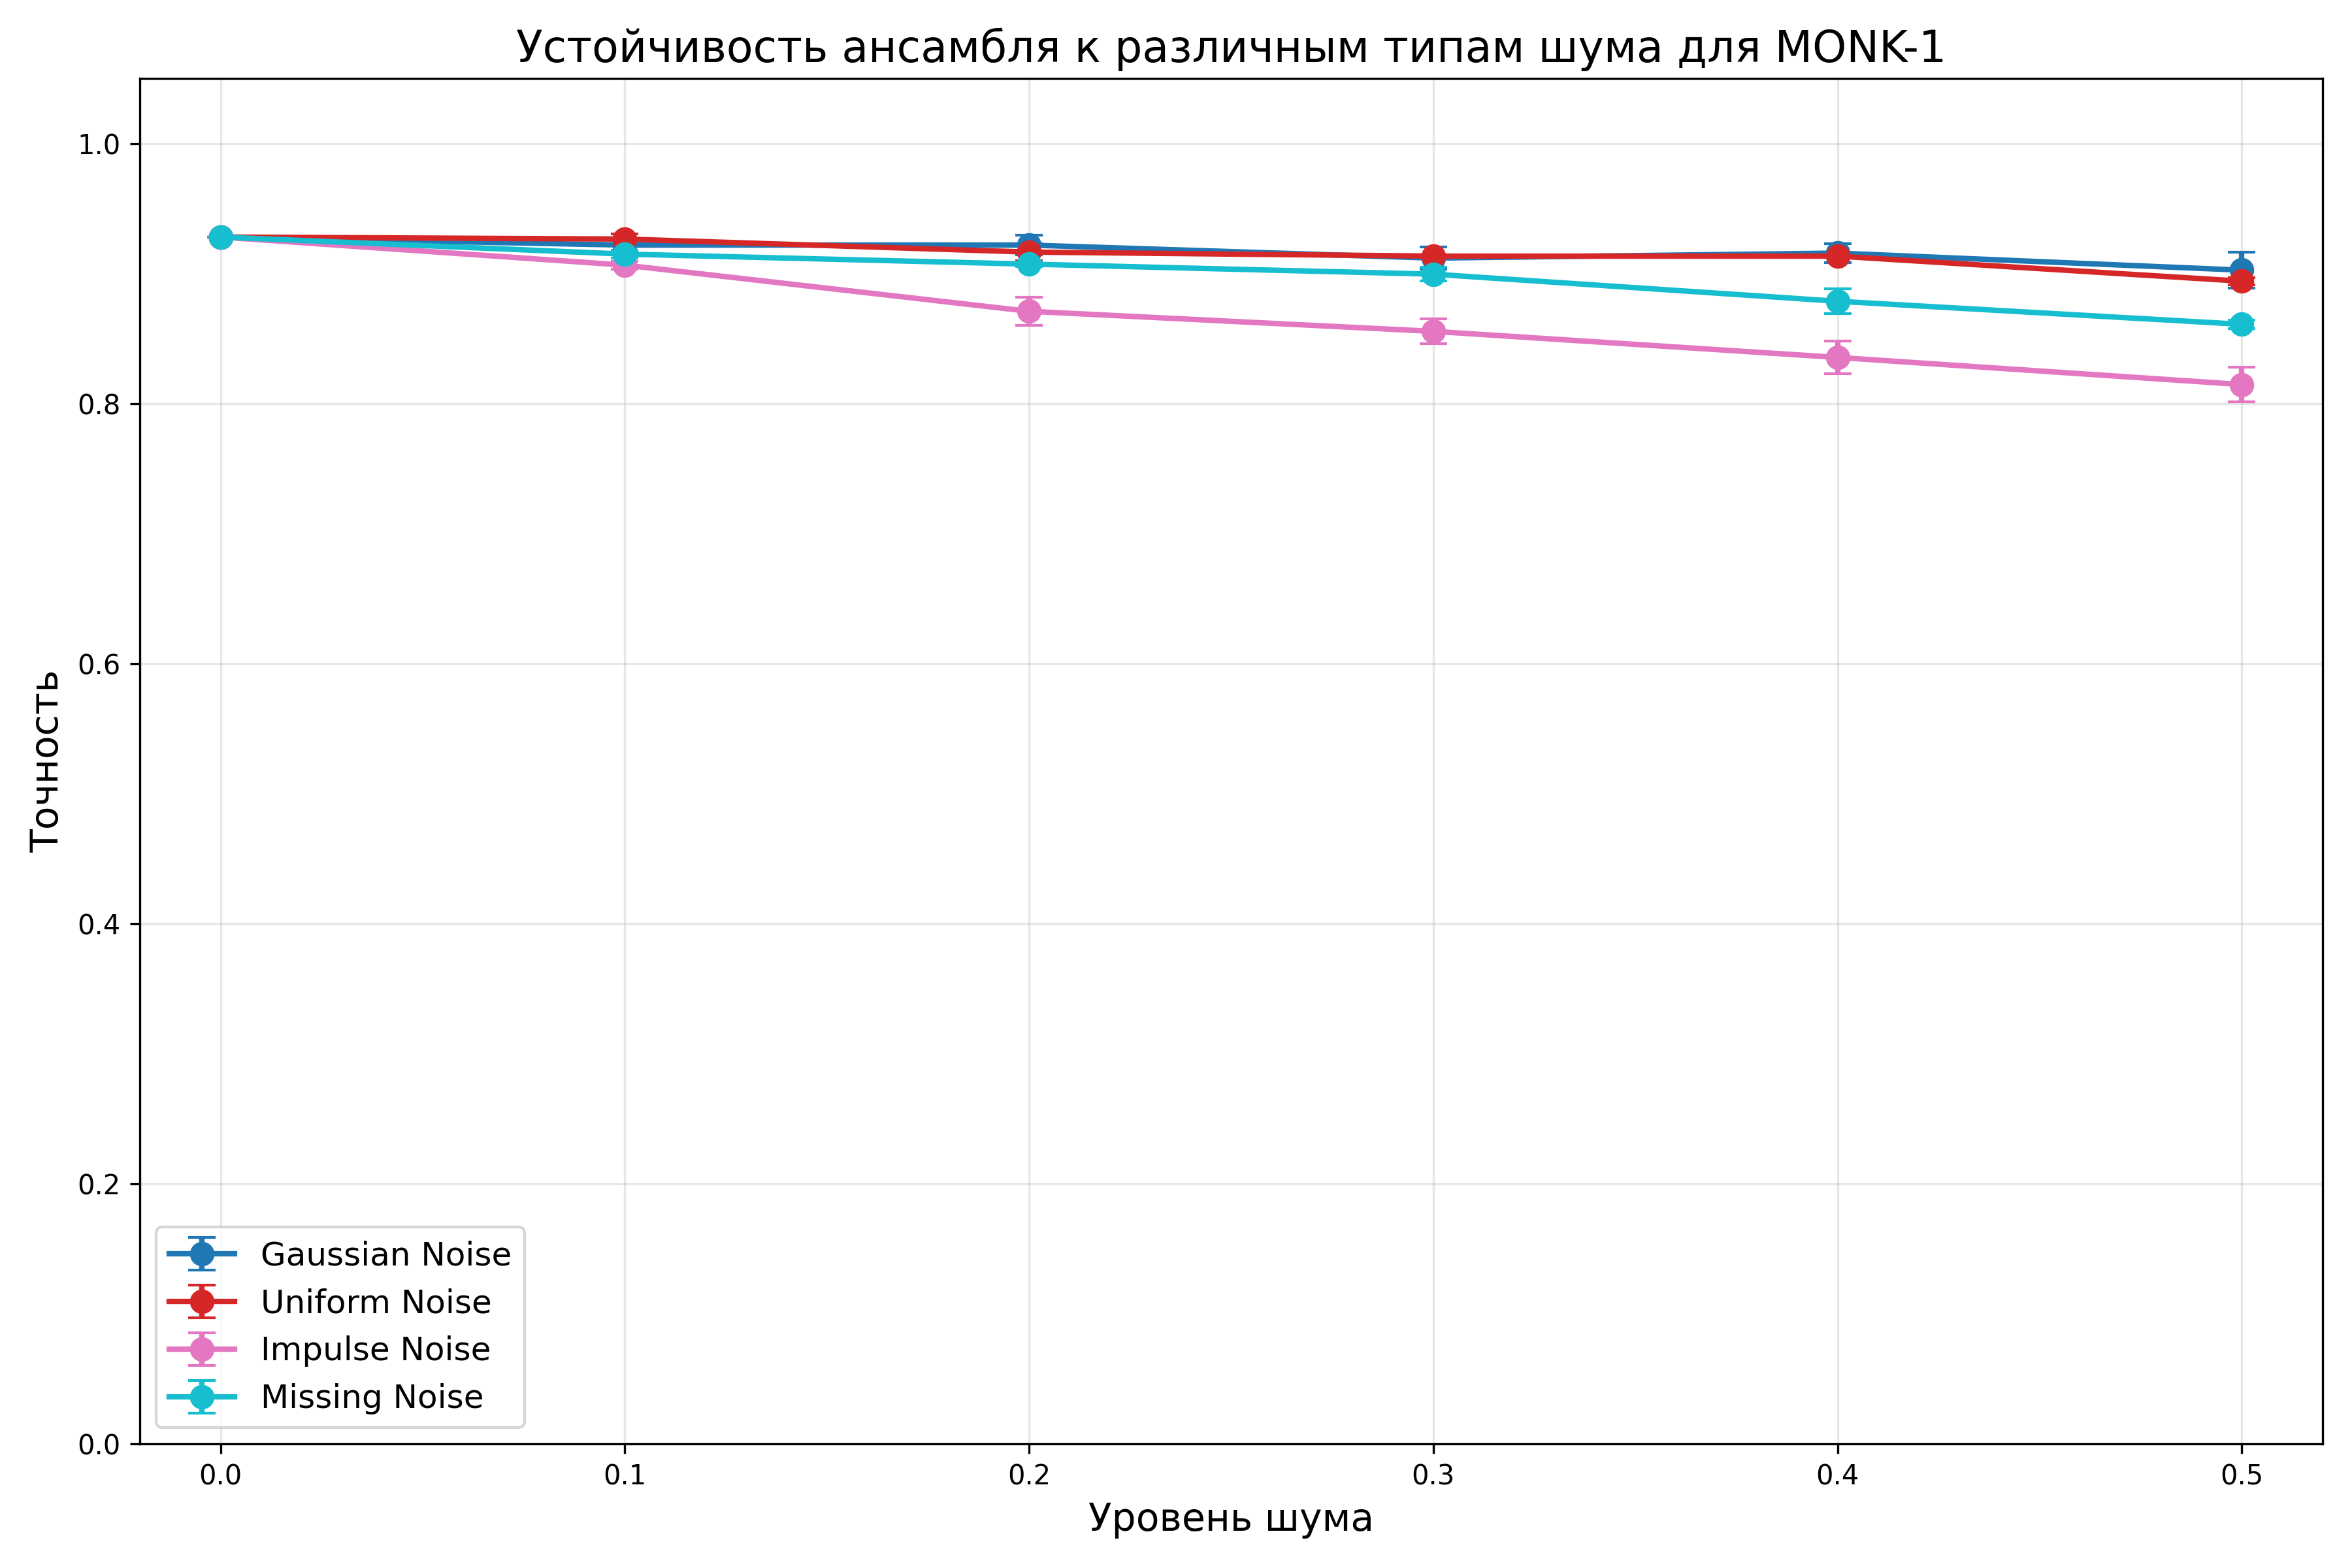 Устойчивость ансамбля к различным типам шума для MONK-1
1.0
0.8
0.6
0.4
0.2
0.0
Точность
Gaussian Noise
Uniform Noise
Impulse Noise
Missing Noise
0.0 0.1 0.2 0.3 0.4 0.5
Уровень шума